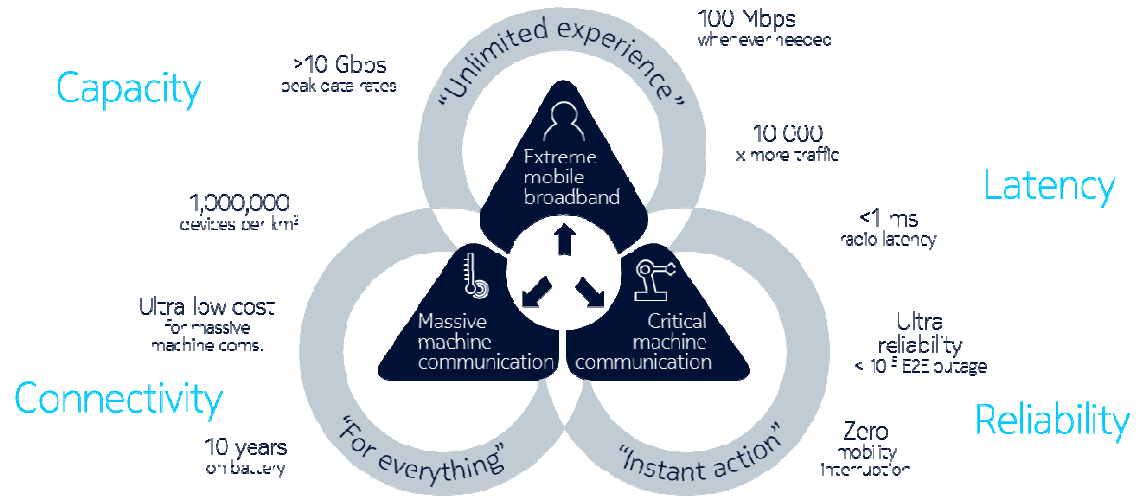 100 Mbps
whenever needed
"Unlimited experience"
>10 Gbps
peak data rates
Capacity
10 000
x more traffic
Extreme
mobile
broadband
Latency
1,000,000
devices per km²
<1 ms
radio latency
Ultra low cost
for massive
machine coms.
Massive
machine
communication
Critical
machine
communication
Ultra
reliability
< 10 E2E outage
Connectivity
Reliability
10 years
on battery
"For everything"
"Instant action"
Zero
mobility
interruption